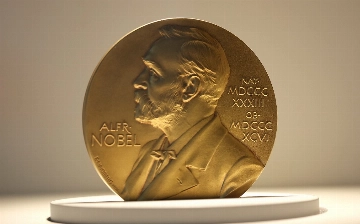 ALFR·
NOBEL
NAT·
MDCCC
XXXIII
OB·
MDCCC
XCVI